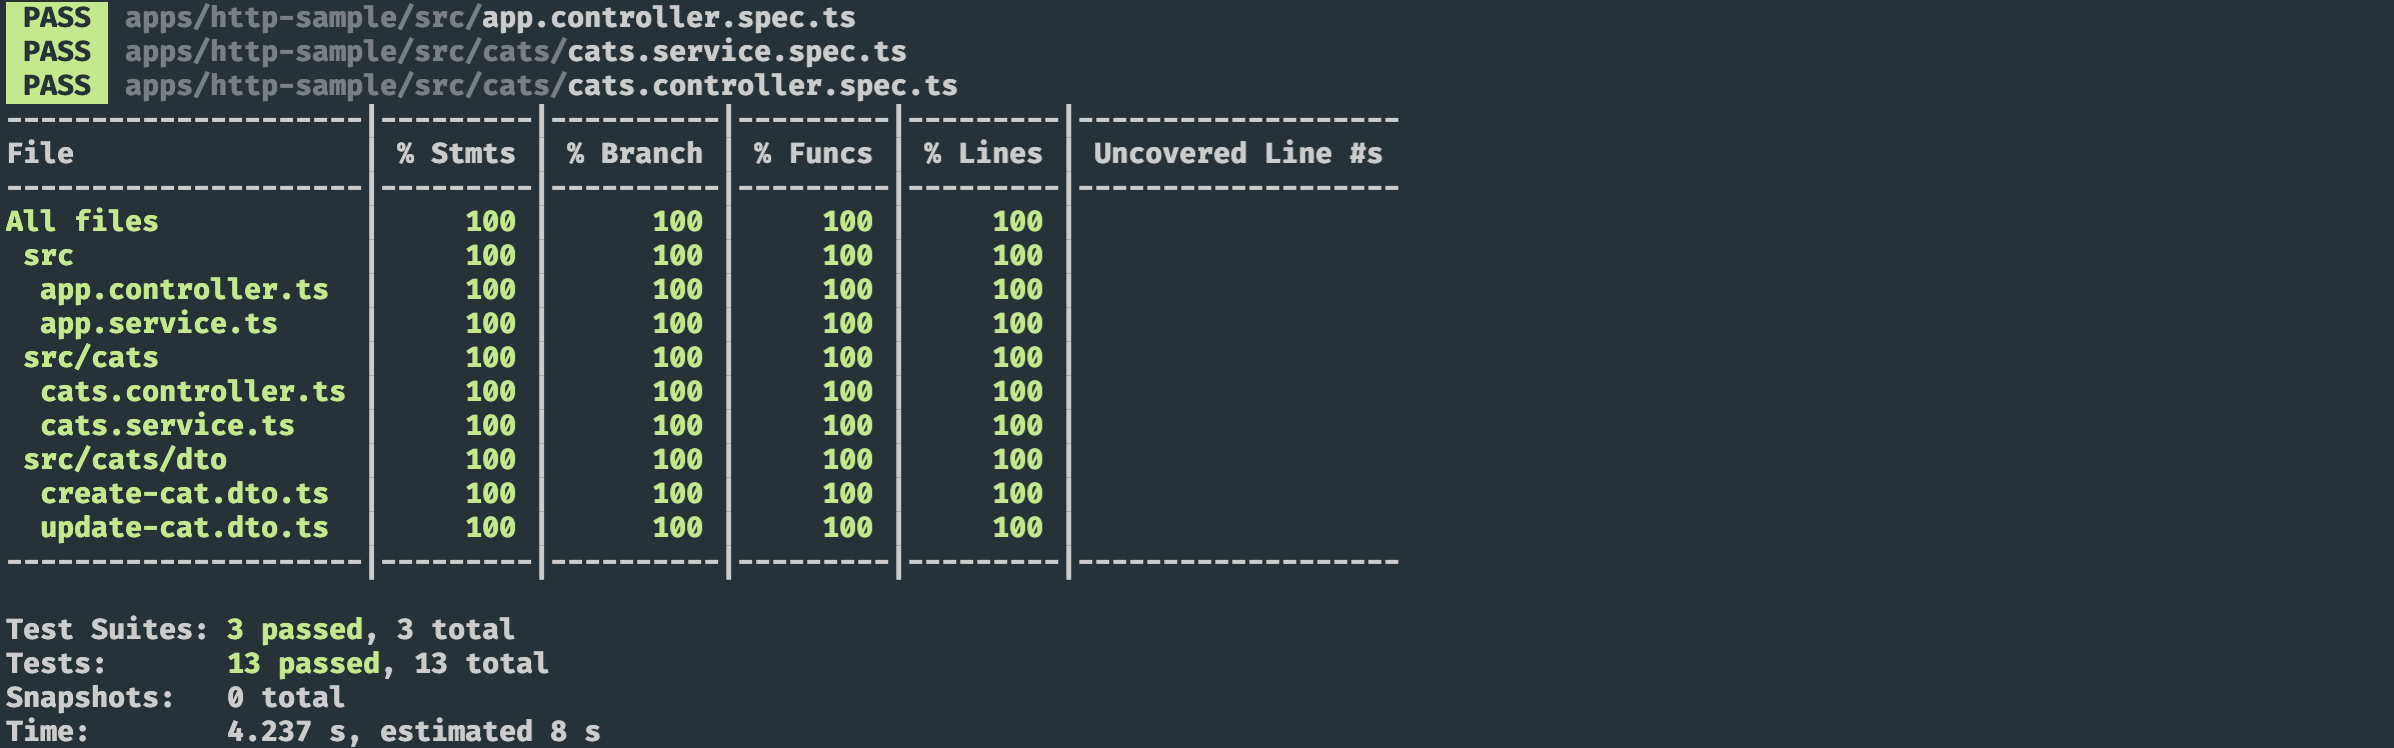 PASS apps/http-sample/src/app.controller.spec.ts
PASS apps/http-sample/src/cats/cats.service.spec.ts
PASS apps/http-sample/src/cats/cats.controller.spec.ts
---------------------|---------|----------|---------|---------|-------------------
File                 | % Stmts | % Branch | % Funcs | % Lines | Uncovered Line #s
---------------------|---------|----------|---------|---------|-------------------
All files            |     100 |      100 |     100 |     100 |
 src                 |     100 |      100 |     100 |     100 |
  app.controller.ts  |     100 |      100 |     100 |     100 |
  app.service.ts     |     100 |      100 |     100 |     100 |
 src/cats            |     100 |      100 |     100 |     100 |
  cats.controller.ts |     100 |      100 |     100 |     100 |
  cats.service.ts    |     100 |      100 |     100 |     100 |
 src/cats/dto        |     100 |      100 |     100 |     100 |
  create-cat.dto.ts  |     100 |      100 |     100 |     100 |
  update-cat.dto.ts  |     100 |      100 |     100 |     100 |
---------------------|---------|----------|---------|---------|-------------------
Test Suites: 3 passed, 3 total
Tests:       13 passed, 13 total
Snapshots:   0 total
Time:        4.237 s, estimated 8 s